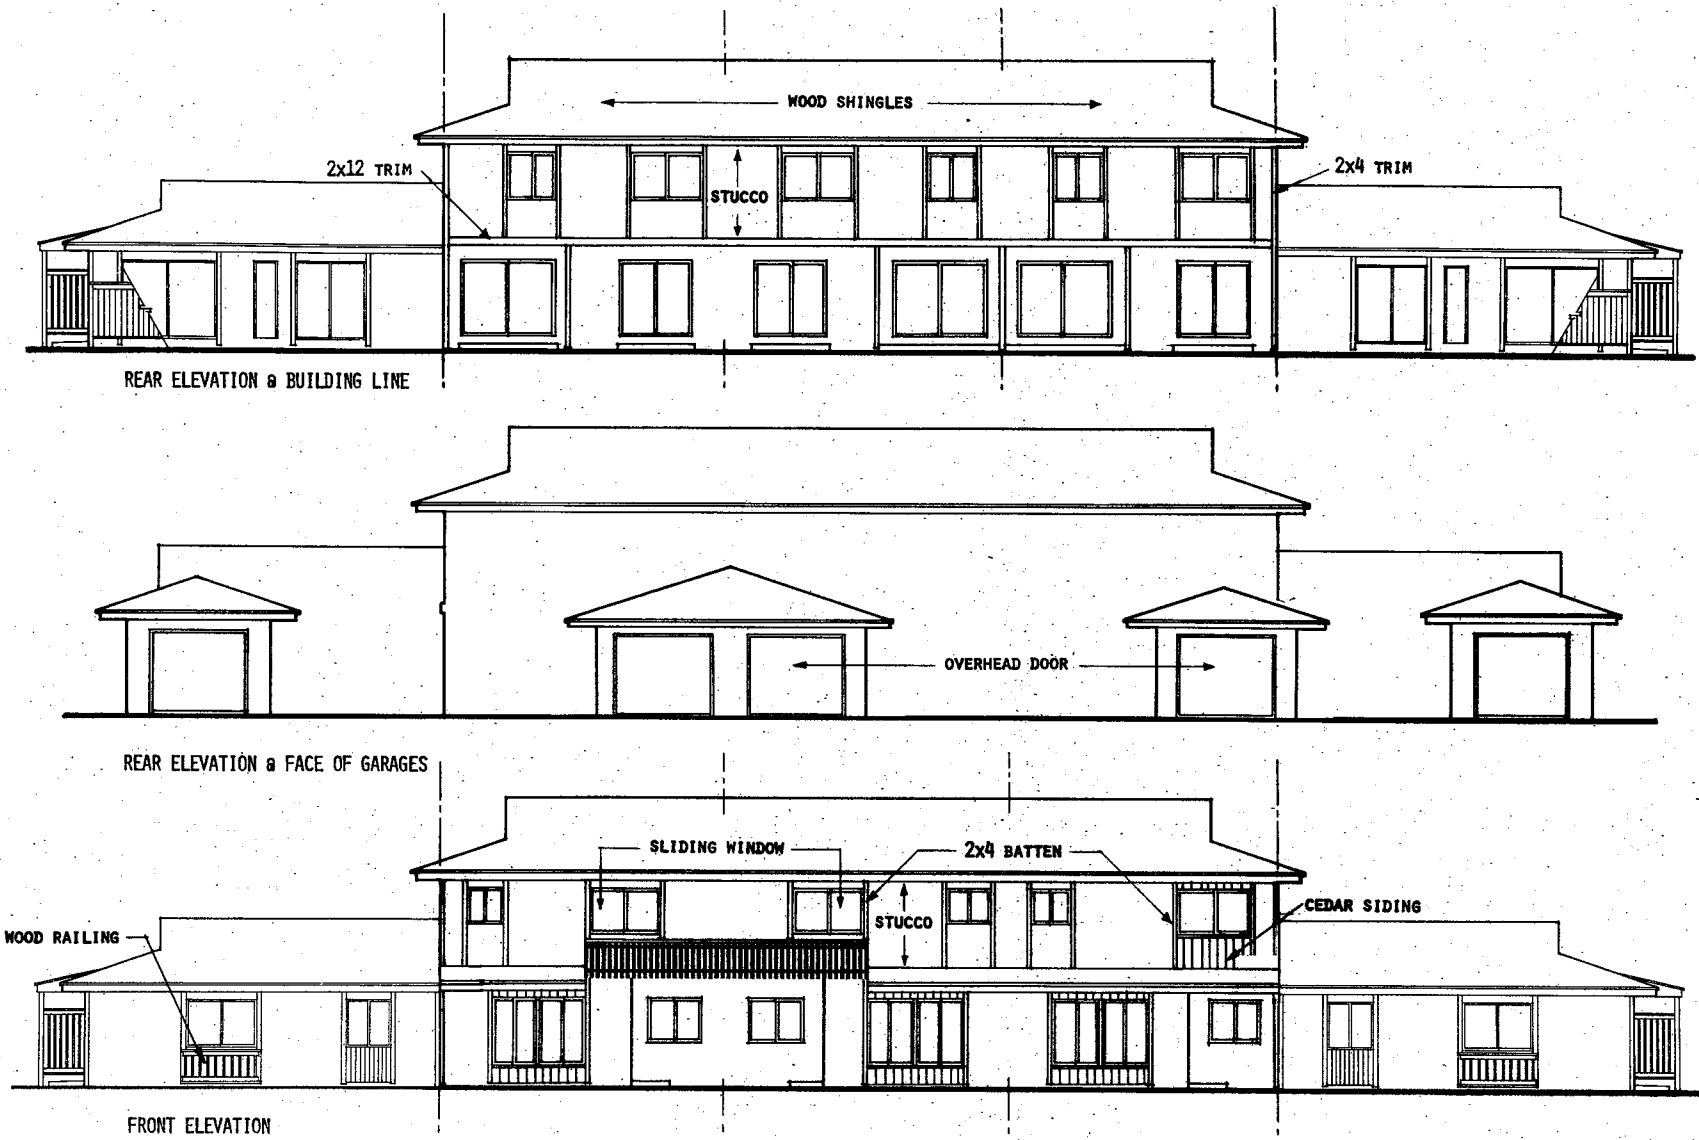 WOOD SHINGLES
2x12 TRIM
2x4 TRIM
STUCCO
REAR ELEVATION @ BUILDING LINE
OVERHEAD DOOR
REAR ELEVATION @ FACE OF GARAGES
SLIDING WINDOW
2x4 BATTEN
CEDAR SIDING
STUCCO
WOOD RAILING
FRONT ELEVATION